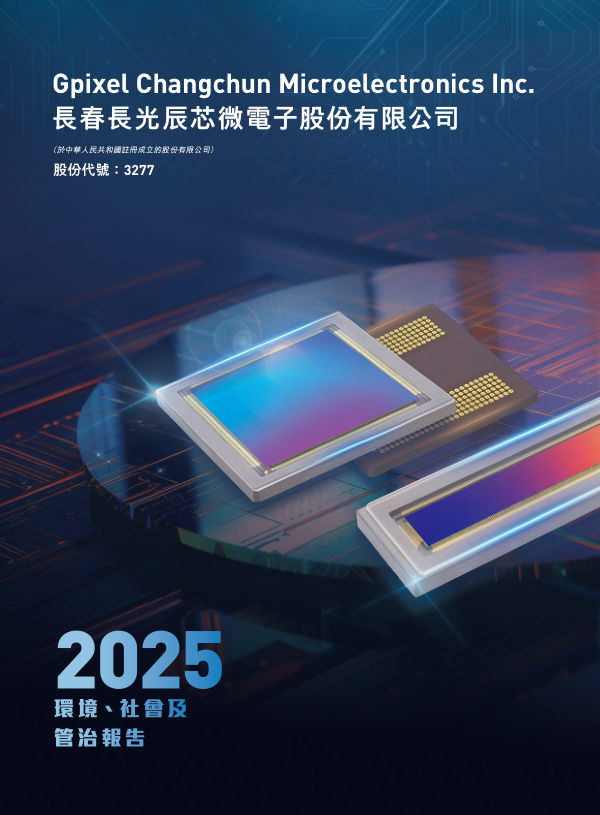 Gpixel Changchun Microelectronics Inc.
長春長光辰芯微電子股份有限公司
（於中華人民共和國註冊成立的股份有限公司）
股份代號：3277
2025
環境、社會及
管治報告